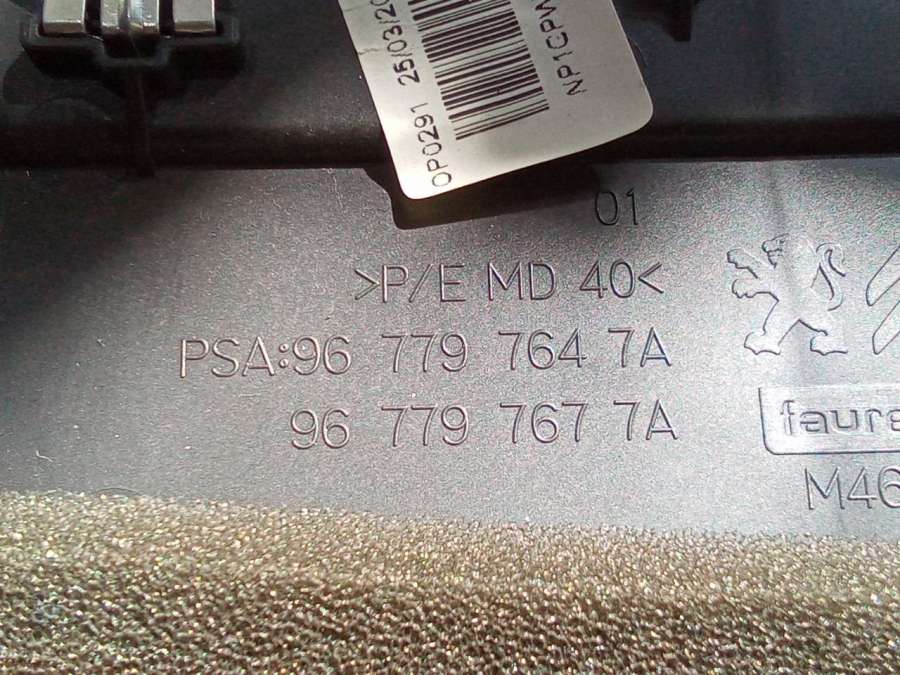 OP0291 25/03/20
NP1CPW
01
>P/E MD 40<
PSA:96 779 764 7A
96 779 767 7A
faure
M46